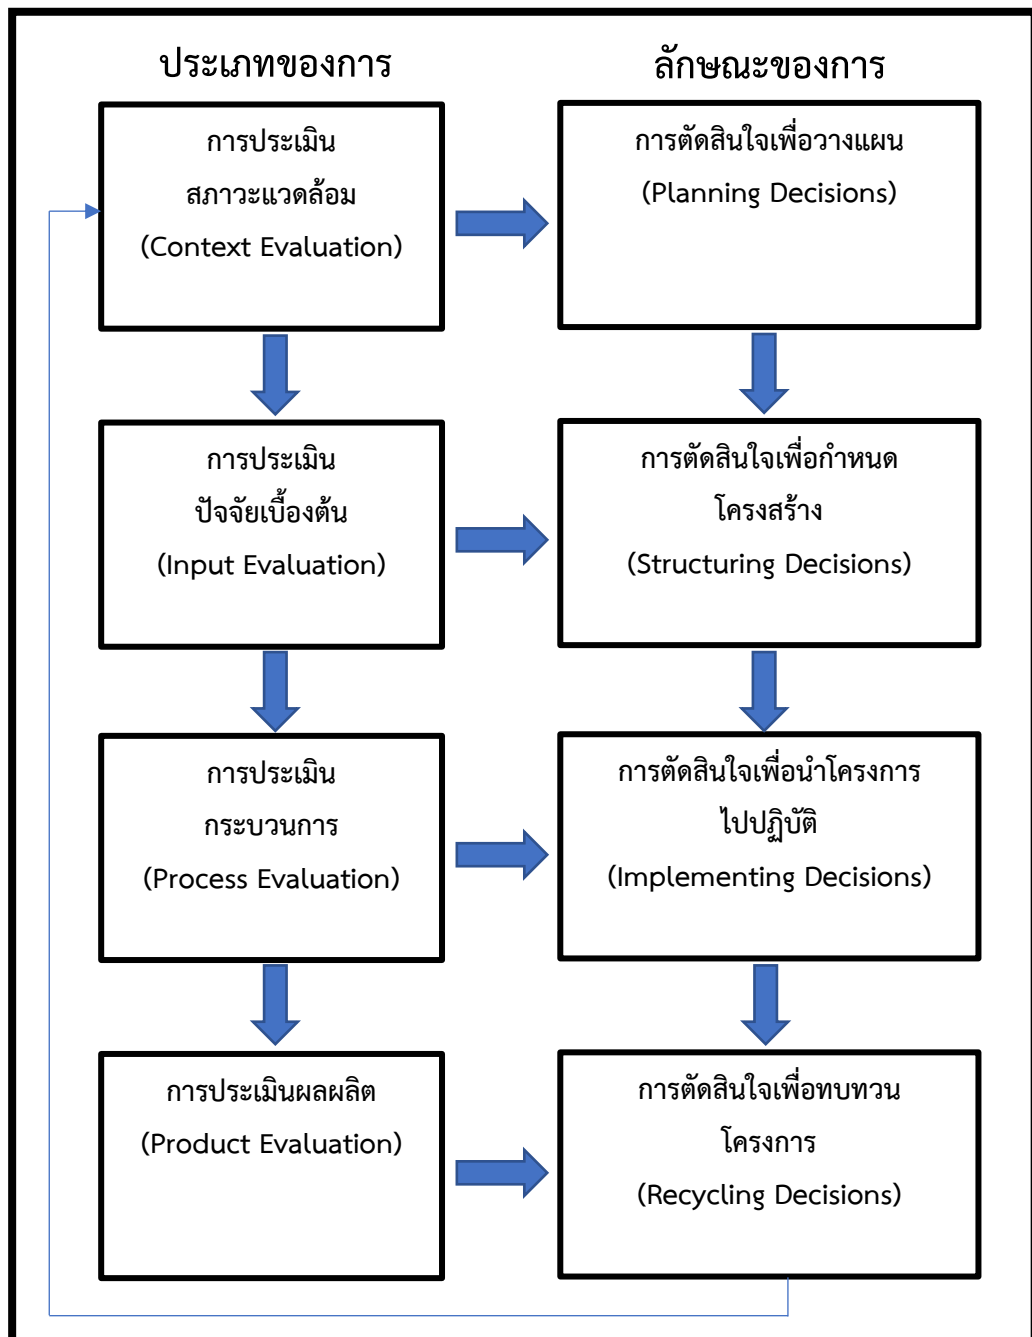 ประเภทของการ
ลักษณะของการ
การประเมิน
สภาวะแวดล้อม
(Context Evaluation)
การตัดสินใจเพื่อวางแผน
(Planning Decisions)
การประเมิน
ปัจจัยเบื้องต้น
(Input Evaluation)
การตัดสินใจเพื่อกำหนด
โครงสร้าง
(Structuring Decisions)
การประเมิน
กระบวนการ
(Process Evaluation)
การตัดสินใจเพื่อนำโครงการ
ไปปฏิบัติ
(Implementing Decisions)
การประเมินผลผลิต
(Product Evaluation)
การตัดสินใจเพื่อทบทวน
โครงการ
(Recycling Decisions)